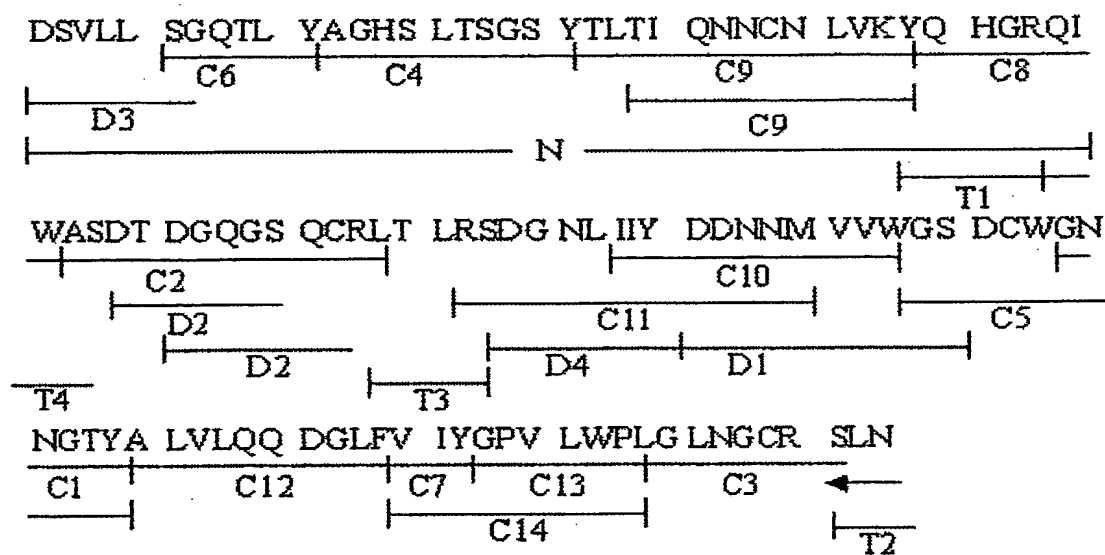 DSVLL SGQTL YAGHS LTSGS YTLTI QNNCN LVKYQ HGRQI
C6 C4 C9 C8
D3 C9
N
T1
WASDT DGQGS QCRLT LRSDG NLIIY DDNNM VVWGS DCWGN
C2 C10
D2 C11 C5
D2 D4 D1
T4 T3
NGTYA LVLQQ DGLFV IYGPV LWPLG LNGCR SLN
C1 C12 C7 C13 C3
C14 T2